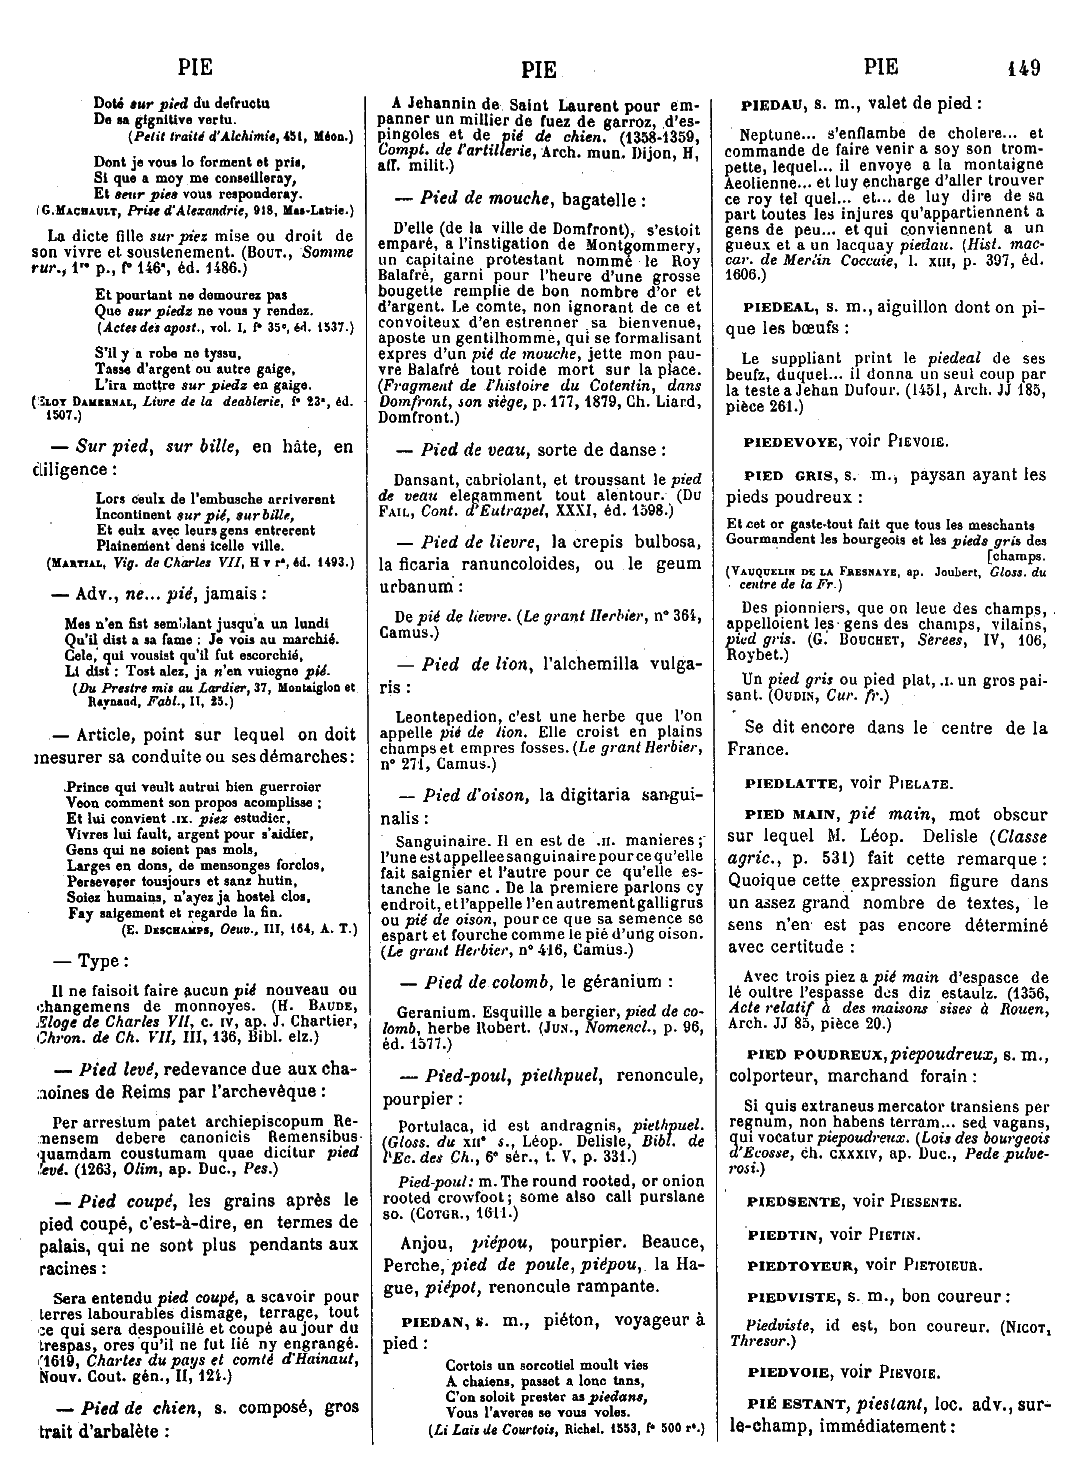 PIE
PIE
PIE
149
Doté sur pied du defructu
De sa gignitive vertu.
(Petit traité d'Alchimie, 451, Méon.)
Dont je vous lo forment et pris,
Si que a moy me conseilleray,
Et seur pies vous responderay.
(G. MACHAULT, Prise d'Alexandrie, 918, Mas-Latrie.)
La dicte fille sur piez mise ou droit de
son vivre et soustenement. (BOUT., Somme
rur., 1re p., f° 146a, éd. 1486.)
Et pourtant ne demourez pas
Que sur piedz ne vous y rendez.
(Actes des apost., vol. I, f° 35c, éd. 1537.)
S'il y a robe ne tyssu,
Tasse d'argent ou autre gaige,
L'ira mettre sur piedz en gaige.
(ELOY DAMERNAL, Livre de la deablerie, f° 23a, éd.
1507.)
— Sur pied, sur bille, en hâte, en
diligence :
Lors ceulx de l'embusche arriverent
Incontinent sur pié, sur bille,
Et eulx avec leurs gens entrerent
Plainement dens icelle ville.
(MARTIAL, Vig. de Charles VII, H v r°, éd. 1493.)
— Adv., ne... pié, jamais :
Mes n'en fist semblant jusqu'a un lundi
Qu'il dist a sa fame : Je vois au marchié.
Cele, qui vousist qu'il fut escorchié,
Li dist : Tost alez, ja n'en vuiegne pié.
(Du Prestre mis au Lardier, 37, Montaiglon et
Raynaud, Fabl., II, 25.)
— Article, point sur lequel on doit
mesurer sa conduite ou ses démarches :
Prince qui veult autrui bien guerroier
Veon comment son propos acomplisse ;
Et lui convient .ix. piez estudier,
Vivres lui fault, argent pour s'aidier,
Gens qui ne soient pas mols,
Larges en dons, de mensonges forclos,
Perseverer tousjours et sanz hutin,
Soiez humains, n'ayez ja hostel clos,
Fay saigement et regarde la fin.
(E. DESCHAMPS, Oeuv., III, 164, A. T.)
— Type :
Il ne faisoit faire aucun pié nouveau ou
changemens de monnoyes. (H. BAUDE,
Eloge de Charles VII, c. IV, ap. J. Chartier,
Chron. de Ch. VII, III, 136, Bibl. elz.)
— Pied levé, redevance due aux cha-
noines de Reims par l'archevêque :
Per arrestum patet archiepiscopum Re-
mensem debere canonicis Remensibus
quamdam coustumam quae dicitur pied
levé. (1263, Olim, ap. Duc., Pes.)
— Pied coupé, les grains après le
pied coupé, c'est-à-dire, en termes de
palais, qui ne sont plus pendants aux
racines :
Sera entendu pied coupé, a scavoir pour
terres labourables dismage, terrage, tout
ce qui sera despouillé et coupé au jour du
trespas, ores qu'il ne fut lié ny engrangé.
(1619, Chartes du pays et comté d'Hainaut,
Nouv. Cout. gén., II, 121.)
— Pied de chien, s. composé, gros
trait d'arbalète :
A Jehannin de Saint Laurent pour em-
panner un millier de fuez de garroz, d'es-
pingoles et de pié de chien. (1358-1359,
Compt. de l'artillerie, Arch. mun. Dijon, H,
aff. milit.)
— Pied de mouche, bagatelle :
D'elle (de la ville de Domfront), s'estoit
emparé, a l'instigation de Montgommery,
un capitaine protestant nommé le Roy
Balafré, garni pour l'heure d'une grosse
bougette remplie de bon nombre d'or et
d'argent. Le comte, non ignorant de ce et
convoiteux d'en estrenner sa bienvenue,
aposte un gentilhomme, qui se formalisant
expres d'un pié de mouche, jette mon pau-
vre Balafré tout roide mort sur la place.
(Fragment de l'histoire du Cotentin, dans
Domfront, son siège, p. 177, 1879, Ch. Liard,
Domfront.)
— Pied de veau, sorte de danse :
Dansant, cabriolant, et troussant le pied
de veau elegamment tout alentour. (DU
FAIL, Cont. d'Eutrapel, XXXI, éd. 1598.)
— Pied de lievre, la crepis bulbosa,
la ficaria ranuncoloides, ou le geum
urbanum :
De pié de lievre. (Le grant Herbier, n° 364,
Camus.)
— Pied de lion, l'alchemilla vulga-
ris :
Leontepedion, c'est une herbe que l'on
appelle pié de lion. Elle croist en plains
champs et empres fosses. (Le grant Herbier,
n° 271, Camus.)
— Pied d'oison, la digitaria sangui-
nalis :
Sanguinaire. Il en est de .II. manieres ;
l'une est appellee sanguinaire pour ce qu'elle
fait saignier et l'autre pour ce qu'elle es-
tanche le sanc . De la premiere parlons cy
endroit, et l'appelle l'en autrement galligrus
ou pié de oison, pour ce que sa semence se
espart et fourche comme le pié d'ung oison.
(Le grant Herbier, n° 416, Camus.)
— Pied de colomb, le géranium :
Geranium. Esquille a bergier, pied de co-
lomb, herbe Robert. (JUN., Nomencl., p. 96,
éd. 1577.)
— Pied-poul, piethpuel, renoncule,
pourpier :
Portulaca, id est andragnis, piethpuel.
(Gloss. du XIIe s., Léop. Delisle, Bibl. de
l'Ec. des Ch., 6e sér., t. V, p. 331.)
Pied-poul: m. The round rooted, or onion
rooted crowfoot ; some also call purslane
so. (COTGR., 1611.)
Anjou, piépou, pourpier. Beauce,
Perche, pied de poule, piépou, la Ha-
gue, piépot, renoncule rampante.
PIEDAN, s. m., piéton, voyageur à
pied :
Cortois un sorcotiel moult vies
A chaiens, passet a lonc tans,
C'on soloit prester as piedans,
Vous l'averes se vous voles.
(Li Lais de Courtois, Richel. 1553, f° 500 r°.)
PIEDAU, s. m., valet de pied :
Neptune... s'enflambe de cholere... et
commande de faire venir a soy son trom-
pette, lequel... il envoye a la montaigne
Aeolienne... et luy encharge d'aller trouver
ce roy tel quel... et... de luy dire de sa
part toutes les injures qu'appartiennent a
gens de peu... et qui conviennent a un
gueux et a un lacquay piedau. (Hist. mac-
car. de Merlin Coccaie, l. XIII, p. 397, éd.
1606.)
PIEDEAL, s. m., aiguillon dont on pi-
que les bœufs :
Le suppliant print le piedeal de ses
beufz, duquel... il donna un seul coup par
la teste a Jehan Dufour. (1451, Arch. JJ 185,
pièce 261.)
PIEDEVOYE, voir PIEVOIE.
PIED GRIS, s. m., paysan ayant les
pieds poudreux :
Et cet or gaste-tout fait que tous les meschants
Gourmandent les bourgeois et les pieds gris des
[champs.
(VAUQUELIN DE LA FRESNAYE, ap. Joubert, Gloss. du
centre de la Fr.)
Des pionniers, que on leue des champs,
appelloient les gens des champs, vilains,
pied gris. (G. BOUCHET, Serees, IV, 106,
Roybet.)
Un pied gris ou pied plat, .I. un gros pai-
sant. (OUDIN, Cur. fr.)
Se dit encore dans le centre de la
France.
PIEDLATTE, voir PIELATE.
PIED MAIN, pié main, mot obscur
sur lequel M. Léop. Delisle (Classe
agric., p. 531) fait cette remarque :
Quoique cette expression figure dans
un assez grand nombre de textes, le
sens n'en est pas encore déterminé
avec certitude :
Avec trois piez a pié main d'espasce de
lé oultre l'espasse des diz estaulz. (1356,
Acte relatif à des maisons sises à Rouen,
Arch. JJ 85, pièce 20.)
PIED POUDREUX, piepoudreux, s. m.,
colporteur, marchand forain :
Si quis extraneus mercator transiens per
regnum, non habens terram... sed vagans,
qui vocatur piepoudreux. (Lois des bourgeois
d'Ecosse, ch. CXXXIV, ap. Duc., Pede pulve-
rosi.)
PIEDSENTE, voir PIESENTE.
PIEDTIN, voir PIETIN.
PIEDTOYEUR, voir PIETOIEUR.
PIEDVISTE, s. m., bon coureur :
Piedviste, id est, bon coureur. (NICOT,
Thresor.)
PIEDVOIE, voir PIEVOIE.
PIÉ ESTANT, piestant, loc. adv., sur-
le-champ, immédiatement :